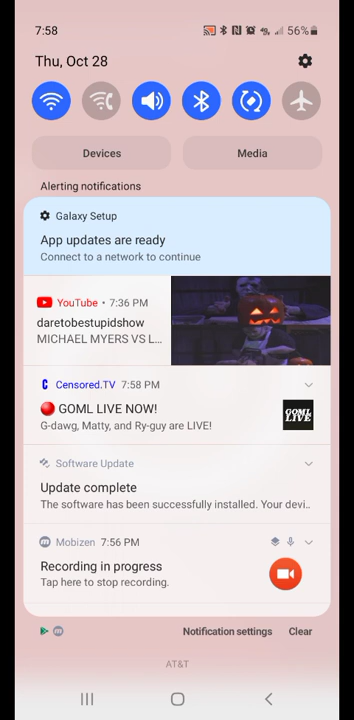 7:58
56%
Thu, Oct 28
Devices
Media
Alerting notifications
Galaxy Setup
App updates are ready
Connect to a network to continue
YouTube • 7:36 PM
daretobestupidshow
MICHAEL MYERS VS L...
Censored.TV 7:58 PM
🔴 GOML LIVE NOW!
G-dawg, Matty, and Ry-guy are LIVE!
GOML
LIVE
Software Update
Update complete
The software has been successfully installed. Your devi..
Mobizen 7:56 PM
Recording in progress
Tap here to stop recording.
Notification settings
Clear
AT&T